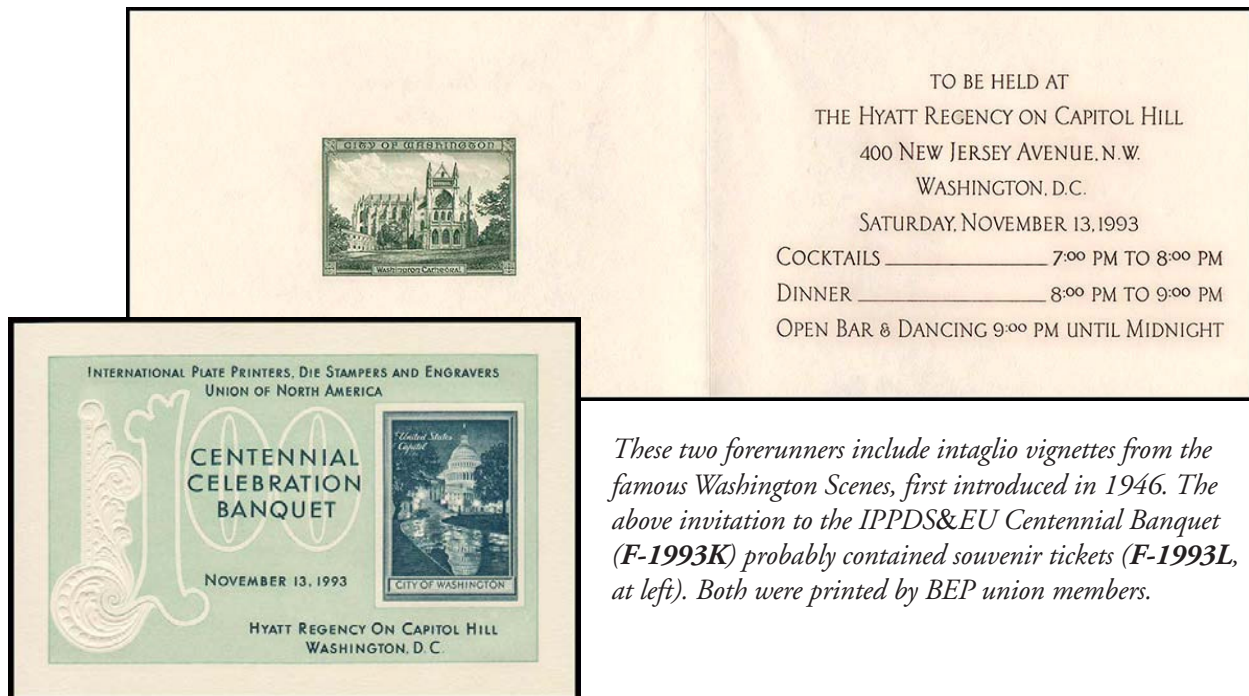 CITY OF WASHINGTON
Washington Cathedral
TO BE HELD AT
THE HYATT REGENCY ON CAPITOL HILL
400 NEW JERSEY AVENUE, N.W.
WASHINGTON, D.C.
SATURDAY, NOVEMBER 13, 1993
COCKTAILS ____________ 7:00 PM TO 8:00 PM
DINNER ____________ 8:00 PM TO 9:00 PM
OPEN BAR & DANCING 9:00 PM UNTIL MIDNIGHT
INTERNATIONAL PLATE PRINTERS, DIE STAMPERS AND ENGRAVERS
UNION OF NORTH AMERICA
100
CENTENNIAL
CELEBRATION
BANQUET
NOVEMBER 13, 1993
United States
Capitol
CITY OF WASHINGTON
HYATT REGENCY ON CAPITOL HILL
WASHINGTON, D.C.
These two forerunners include intaglio vignettes from the
famous Washington Scenes, first introduced in 1946. The
above invitation to the IPPDS&EU Centennial Banquet
(F-1993K) probably contained souvenir tickets (F-1993L,
at left). Both were printed by BEP union members.